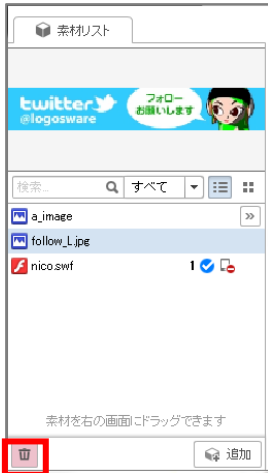 素材リスト
twitter
@logosware
フォロー
お願いします
検索...
すべて
a_image
follow_L.jpg
nico.swf 1
素材を右の画面にドラッグできます
追加